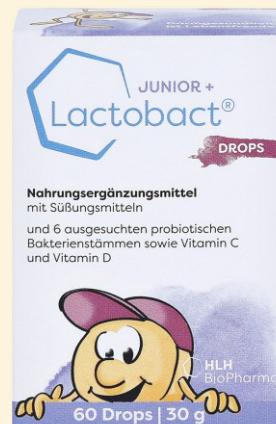 JUNIOR +
Lactobact®
DROPS
Nahrungsergänzungsmittel
mit Süßungsmitteln
und 6 ausgesuchten probiotischen
Bakterienstämmen sowie Vitamin C
und Vitamin D
HLH
BioPharma
60 Drops | 30 g